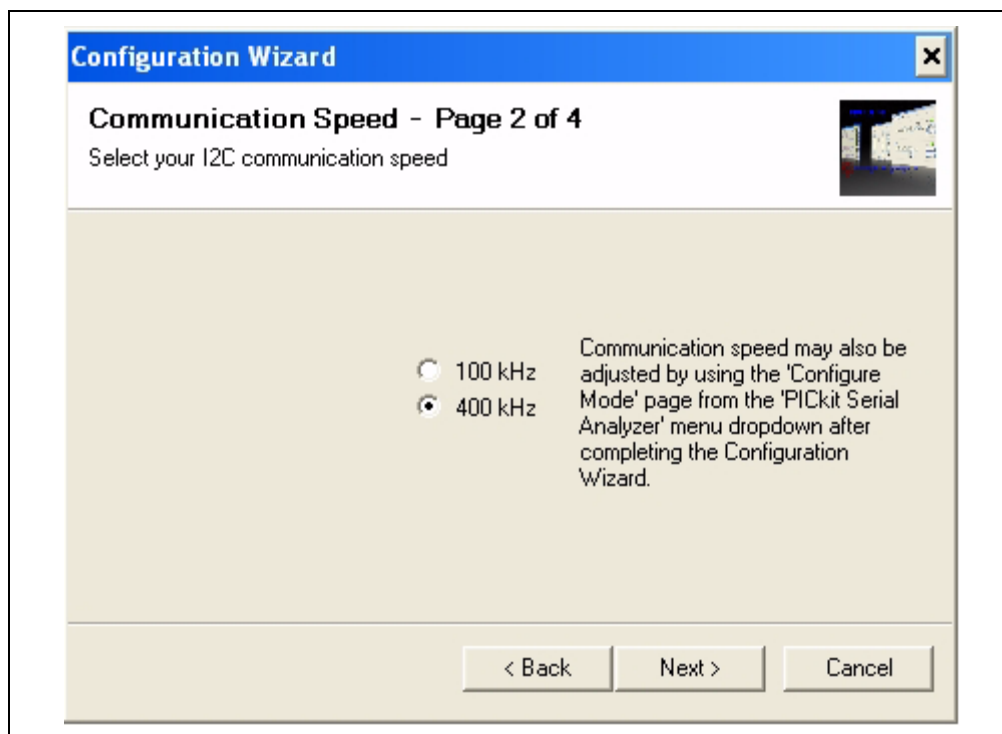 Configuration Wizard
Communication Speed - Page 2 of 4
Select your I2C communication speed
100 kHz
400 kHz
Communication speed may also be
adjusted by using the 'Configure
Mode' page from the 'PICkit Serial
Analyzer' menu dropdown after
completing the Configuration
Wizard.
< Back
Next >
Cancel